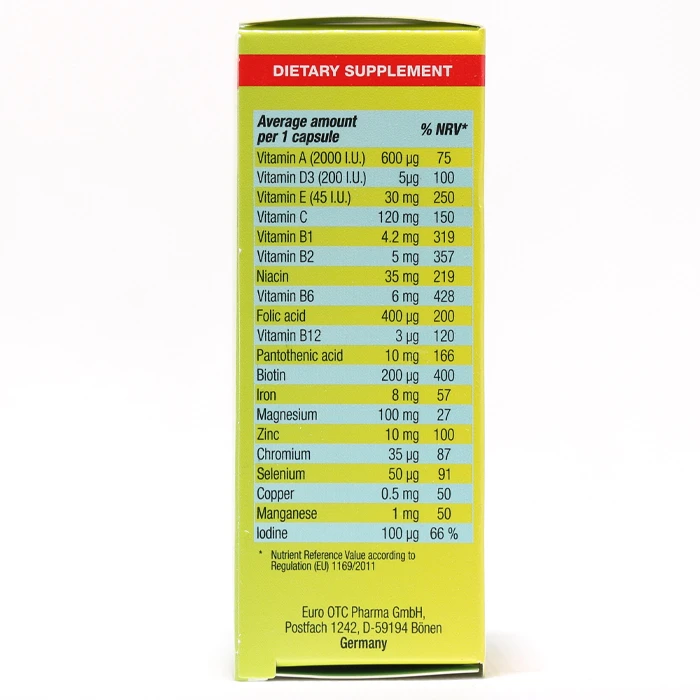 DIETARY SUPPLEMENT
Average amount
per 1 capsule % NRV*
Vitamin A (2000 I.U.) 600 µg 75
Vitamin D3 (200 I.U.) 5µg 100
Vitamin E (45 I.U.) 30 mg 250
Vitamin C 120 mg 150
Vitamin B1 4.2 mg 319
Vitamin B2 5 mg 357
Niacin 35 mg 219
Vitamin B6 6 mg 428
Folic acid 400 µg 200
Vitamin B12 3 µg 120
Pantothenic acid 10 mg 166
Biotin 200 µg 400
Iron 8 mg 57
Magnesium 100 mg 27
Zinc 10 mg 100
Chromium 35 µg 87
Selenium 50 µg 91
Copper 0.5 mg 50
Manganese 1 mg 50
Iodine 100 µg 66 %
* Nutrient Reference Value according to
Regulation (EU) 1169/2011
Euro OTC Pharma GmbH,
Postfach 1242, D-59194 Bönen
Germany